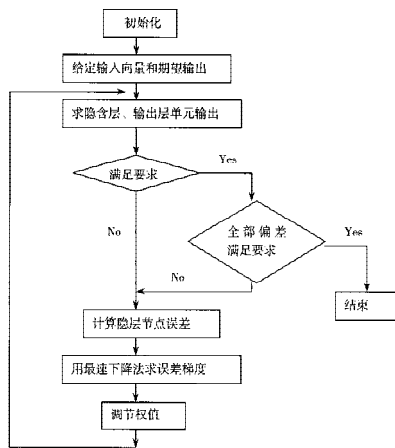 初始化
给定输入向量和期望输出
求隐含层、输出层单元输出
满足要求
Yes
No
全部偏差
满足要求
Yes
No
结束
计算隐层节点误差
用最速下降法求误差梯度
调节权值